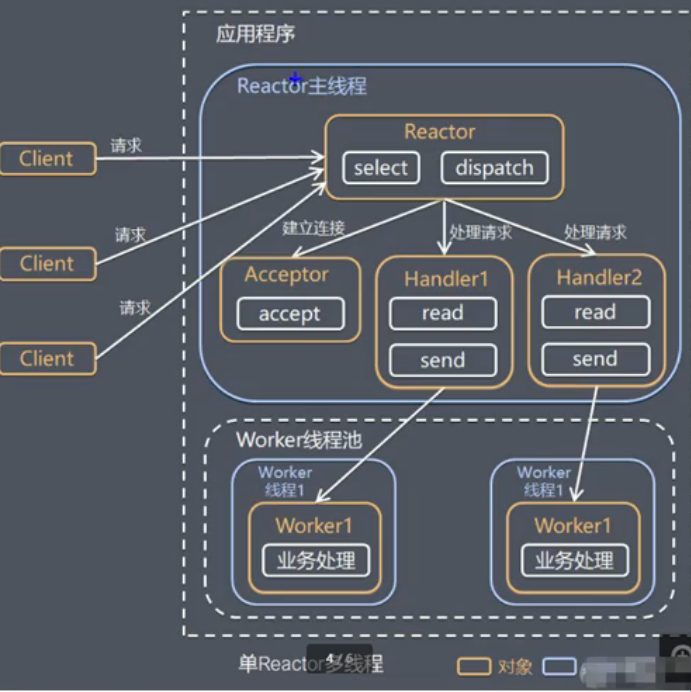 应用程序
Reactor主线程
Reactor
select
dispatch
Client
请求
Client
请求
Client
请求
建立连接
处理请求
处理请求
Acceptor
accept
Handler1
read
send
Handler2
read
send
Worker线程池
Worker
线程1
Worker1
业务处理
Worker
线程1
Worker1
业务处理
单Reactor多线程
4 / 6
对象